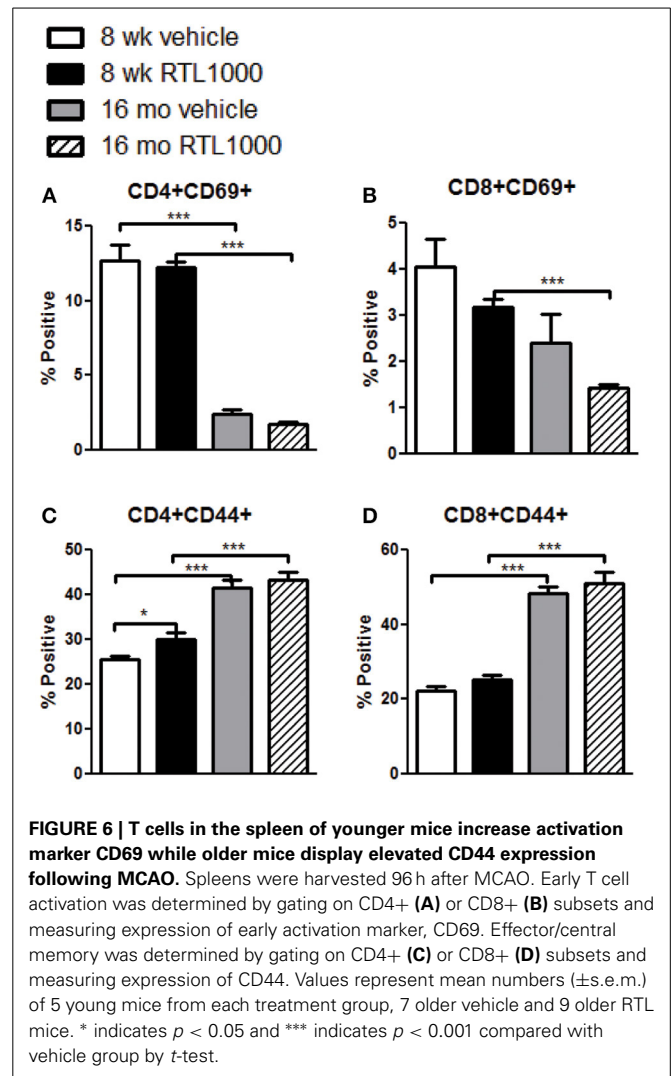 8 wk vehicle
8 wk RTL1000
16 mo vehicle
16 mo RTL1000
A
CD4+CD69+
% Positive
15
10
5
0
***
***
B
CD8+CD69+
% Positive
5
4
3
2
1
0
***
C
CD4+CD44+
% Positive
50
40
30
20
10
0
*
***
***
D
CD8+CD44+
% Positive
60
40
20
0
***
***
FIGURE 6 | T cells in the spleen of younger mice increase activation
marker CD69 while older mice display elevated CD44 expression
following MCAO. Spleens were harvested 96 h after MCAO. Early T cell
activation was determined by gating on CD4+ (A) or CD8+ (B) subsets and
measuring expression of early activation marker, CD69. Effector/central
memory was determined by gating on CD4+ (C) or CD8+ (D) subsets and
measuring expression of CD44. Values represent mean numbers (±s.e.m.)
of 5 young mice from each treatment group, 7 older vehicle and 9 older RTL
mice. * indicates p < 0.05 and *** indicates p < 0.001 compared with
vehicle group by t-test.